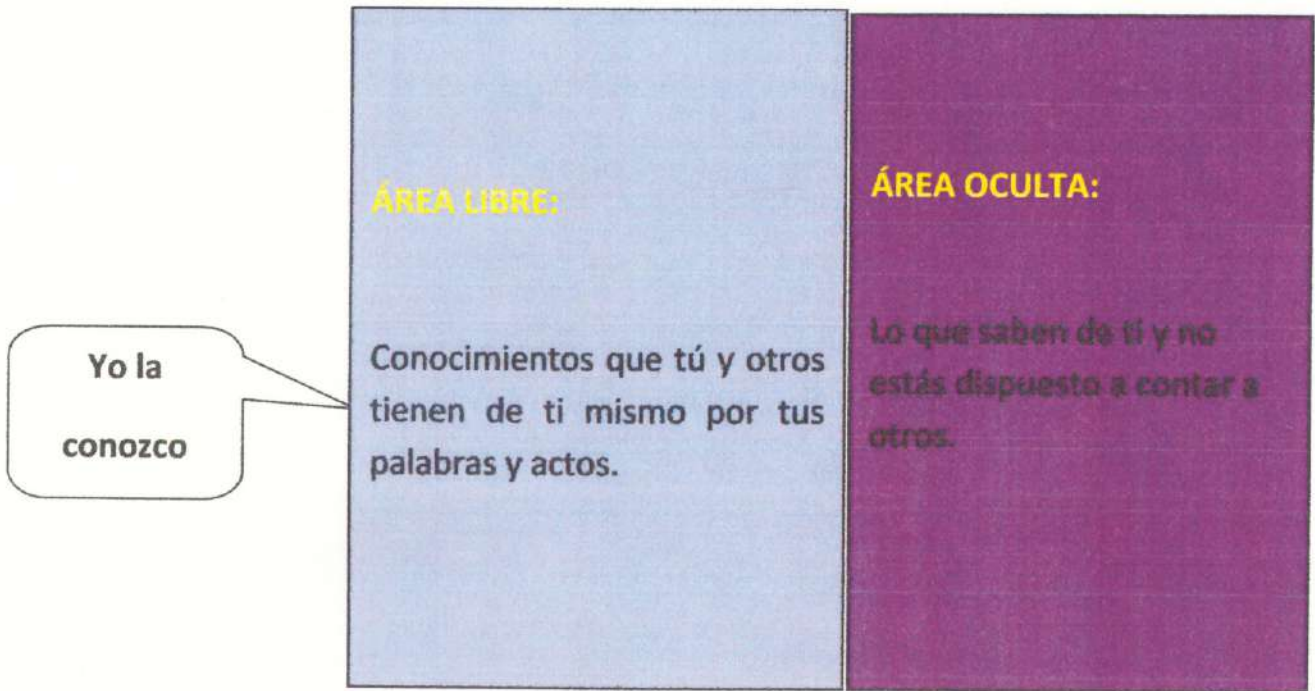 Yo la
conozco
ÁREA LIBRE:
Conocimientos que tú y otros
tienen de ti mismo por tus
palabras y actos.
ÁREA OCULTA:
Lo que saben de ti y no
estás dispuesto a contar a
otros.